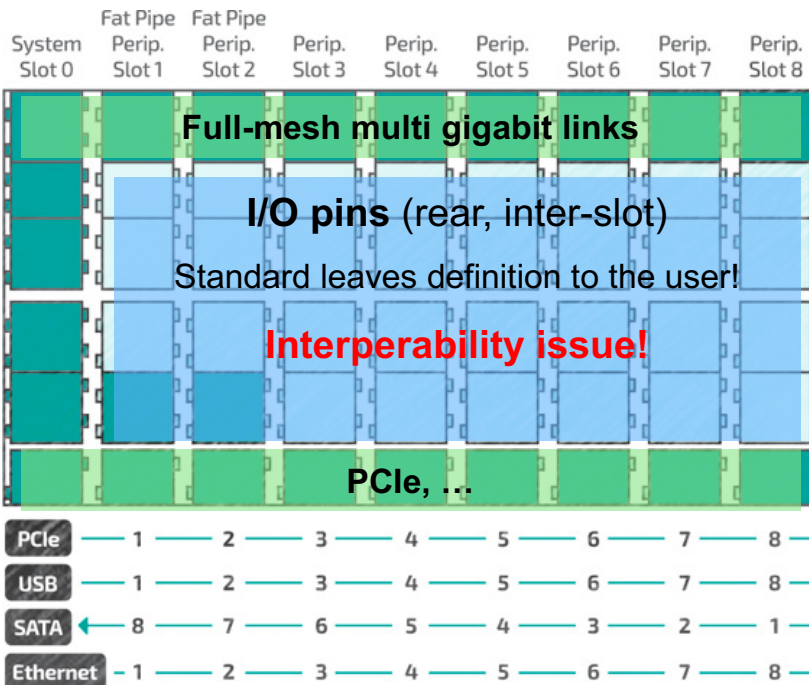 Fat Pipe Fat Pipe
System Perip. Perip. Perip. Perip. Perip. Perip. Perip. Perip.
Slot 0 Slot 1 Slot 2 Slot 3 Slot 4 Slot 5 Slot 6 Slot 7 Slot 8
Full-mesh multi gigabit links
I/O pins (rear, inter-slot)
Standard leaves definition to the user!
Interperability issue!
PCIe, ...
PCIe 1 2 3 4 5 6 7 8
USB 1 2 3 4 5 6 7 8
SATA 8 7 6 5 4 3 2 1
Ethernet 1 2 3 4 5 6 7 8